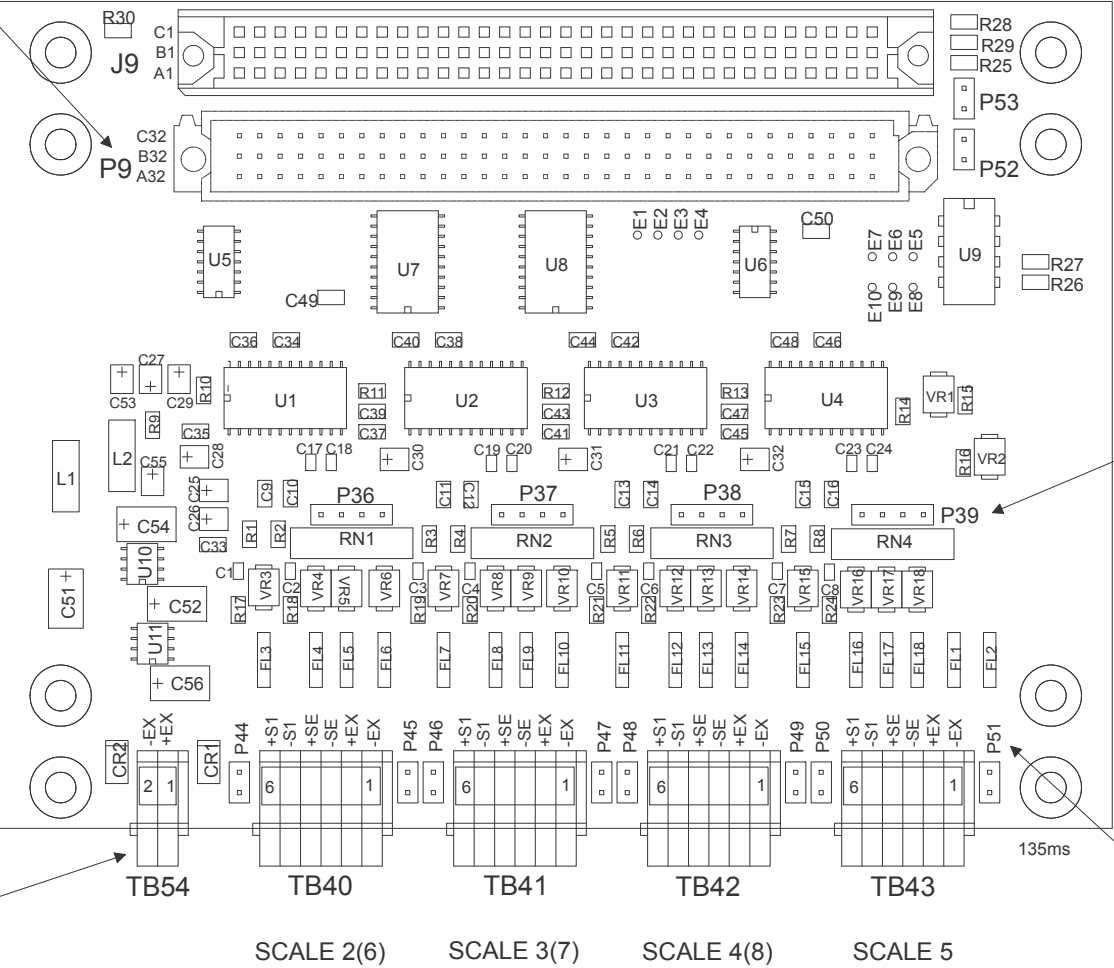 R30
C1
B1
A1
J9
R28
R29
R25
P53
P52
C32
B32
A32
P9
U5
U7
U8
E1
E2
E3
E4
U6
C50
E7
E6
E5
U9
R27
R26
C49
E10
E9
E8
C36
C34
C40
C38
C44
C42
C48
C46
C27
C53
C29
R10
U1
R11
C39
C37
U2
R12
C43
C41
U3
R13
C47
C45
U4
R14
VR1
R15
R9
C35
C28
L1
L2
C55
C17
C18
C30
C19
C20
C31
C21
C22
C32
C23
C24
R16
VR2
C25
C26
C9
C10
P36
C11
C12
P37
C13
C14
P38
C15
C16
P39
C54
C33
R1
R2
RN1
R3
R4
RN2
R5
R6
RN3
R7
R8
RN4
U10
C51
C52
C1
VR3
C2
VR4
VR5
VR6
C3
VR7
C4
VR8
VR9
VR10
C5
VR11
C6
VR12
VR13
VR14
C7
VR15
C8
VR16
VR17
VR18
R17
R18
R19
R20
R21
R22
R23
R24
U11
C56
FL3
FL4
FL5
FL6
FL7
FL8
FL9
FL10
FL11
FL12
FL13
FL14
FL15
FL16
FL17
FL18
FL1
FL2
CR2
-EX
+EX
CR1
P44
+S1
-S1
+SE
-SE
+EX
-EX
P45
P46
+S1
-S1
+SE
-SE
+EX
-EX
P47
P48
+S1
-S1
+SE
-SE
+EX
-EX
P49
P50
+S1
-S1
+SE
-SE
+EX
-EX
P51
2 1
6 1
6 1
6 1
6 1
135ms
TB54
TB40
TB41
TB42
TB43
SCALE 2(6)
SCALE 3(7)
SCALE 4(8)
SCALE 5